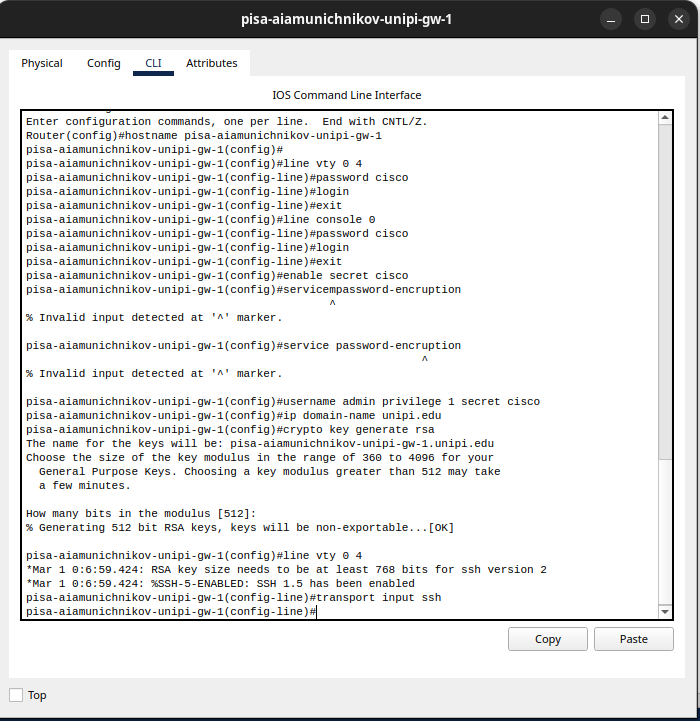 pisa-aiamunichnikov-unipi-gw-1
Physical Config CLI Attributes
IOS Command Line Interface
Enter configuration commands, one per line.  End with CNTL/Z.
Router(config)#hostname pisa-aiamunichnikov-unipi-gw-1
pisa-aiamunichnikov-unipi-gw-1(config)#
pisa-aiamunichnikov-unipi-gw-1(config)#line vty 0 4
pisa-aiamunichnikov-unipi-gw-1(config-line)#password cisco
pisa-aiamunichnikov-unipi-gw-1(config-line)#login
pisa-aiamunichnikov-unipi-gw-1(config-line)#exit
pisa-aiamunichnikov-unipi-gw-1(config)#line console 0
pisa-aiamunichnikov-unipi-gw-1(config-line)#password cisco
pisa-aiamunichnikov-unipi-gw-1(config-line)#login
pisa-aiamunichnikov-unipi-gw-1(config-line)#exit
pisa-aiamunichnikov-unipi-gw-1(config)#enable secret cisco
pisa-aiamunichnikov-unipi-gw-1(config)#servicempassword-encruption
^
% Invalid input detected at '^' marker.
pisa-aiamunichnikov-unipi-gw-1(config)#service password-encruption
^
% Invalid input detected at '^' marker.
pisa-aiamunichnikov-unipi-gw-1(config)#username admin privilege 1 secret cisco
pisa-aiamunichnikov-unipi-gw-1(config)#ip domain-name unipi.edu
pisa-aiamunichnikov-unipi-gw-1(config)#crypto key generate rsa
The name for the keys will be: pisa-aiamunichnikov-unipi-gw-1.unipi.edu
Choose the size of the key modulus in the range of 360 to 4096 for your
General Purpose Keys. Choosing a key modulus greater than 512 may take
a few minutes.
How many bits in the modulus [512]:
% Generating 512 bit RSA keys, keys will be non-exportable...[OK]
pisa-aiamunichnikov-unipi-gw-1(config)#line vty 0 4
*Mar 1 0:6:59.424: RSA key size needs to be at least 768 bits for ssh version 2
*Mar 1 0:6:59.424: %SSH-5-ENABLED: SSH 1.5 has been enabled
pisa-aiamunichnikov-unipi-gw-1(config-line)#transport input ssh
pisa-aiamunichnikov-unipi-gw-1(config-line)#
Copy Paste
Top